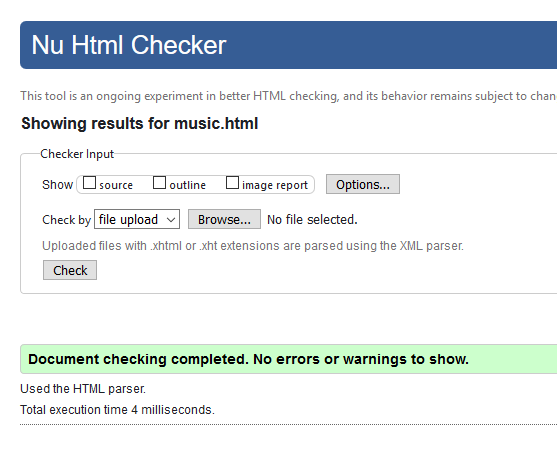 Nu Html Checker
This tool is an ongoing experiment in better HTML checking, and its behavior remains subject to chan
Showing results for music.html
Checker Input
Show source outline image report Options...
Check by file upload Browse... No file selected.
Uploaded files with .xhtml or .xht extensions are parsed using the XML parser.
Check
Document checking completed. No errors or warnings to show.
Used the HTML parser.
Total execution time 4 milliseconds.